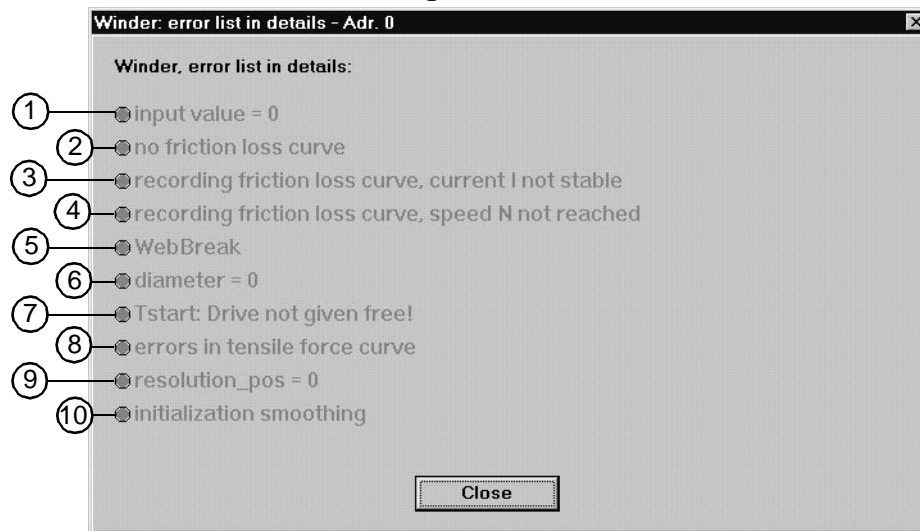 Winder: error list in details - Adr. 0
Winder, error list in details:
1 input value = 0
2 no friction loss curve
3 recording friction loss curve, current I not stable
4 recording friction loss curve, speed N not reached
5 WebBreak
6 diameter = 0
7 Tstart: Drive not given free!
8 errors in tensile force curve
9 resolution_pos = 0
10 initialization smoothing
Close